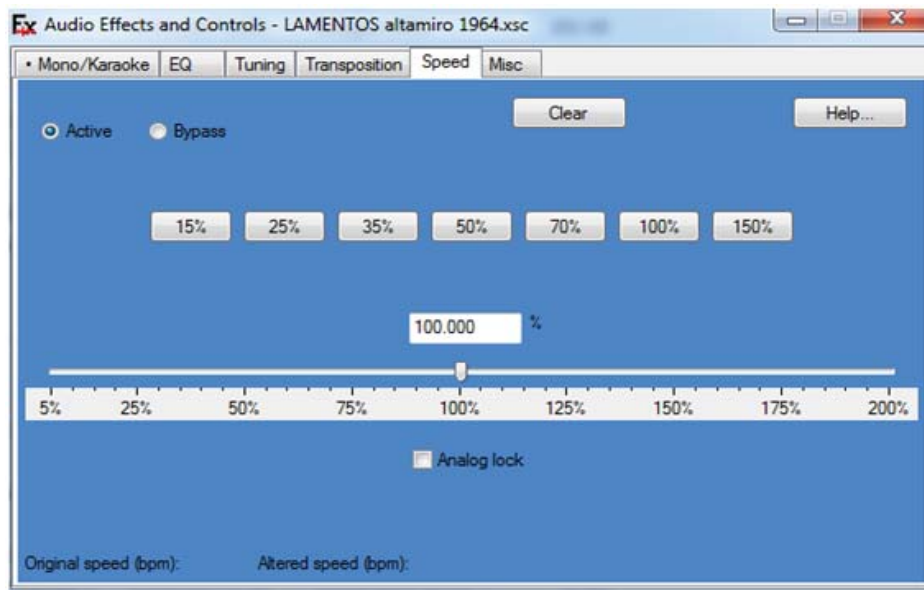 Fx Audio Effects and Controls - LAMENTOS altamiro 1964.xsc
• Mono/Karaoke EQ Tuning Transposition Speed Misc
Active Bypass Clear Help...
15% 25% 35% 50% 70% 100% 150%
100.000 %
5% 25% 50% 75% 100% 125% 150% 175% 200%
Analog lock
Original speed (bpm): Altered speed (bpm):